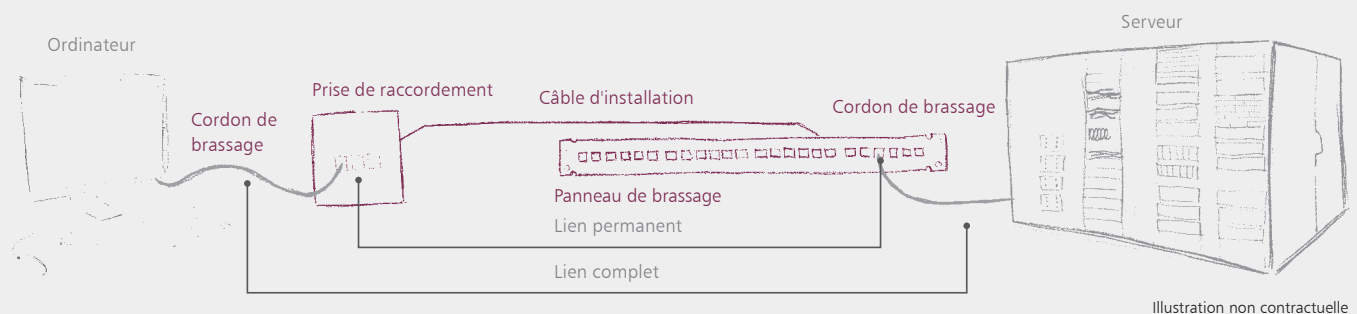 Serveur
Ordinateur
Prise de raccordement
Câble d'installation
Cordon de brassage
Cordon de
brassage
Panneau de brassage
Lien permanent
Lien complet
Illustration non contractuelle